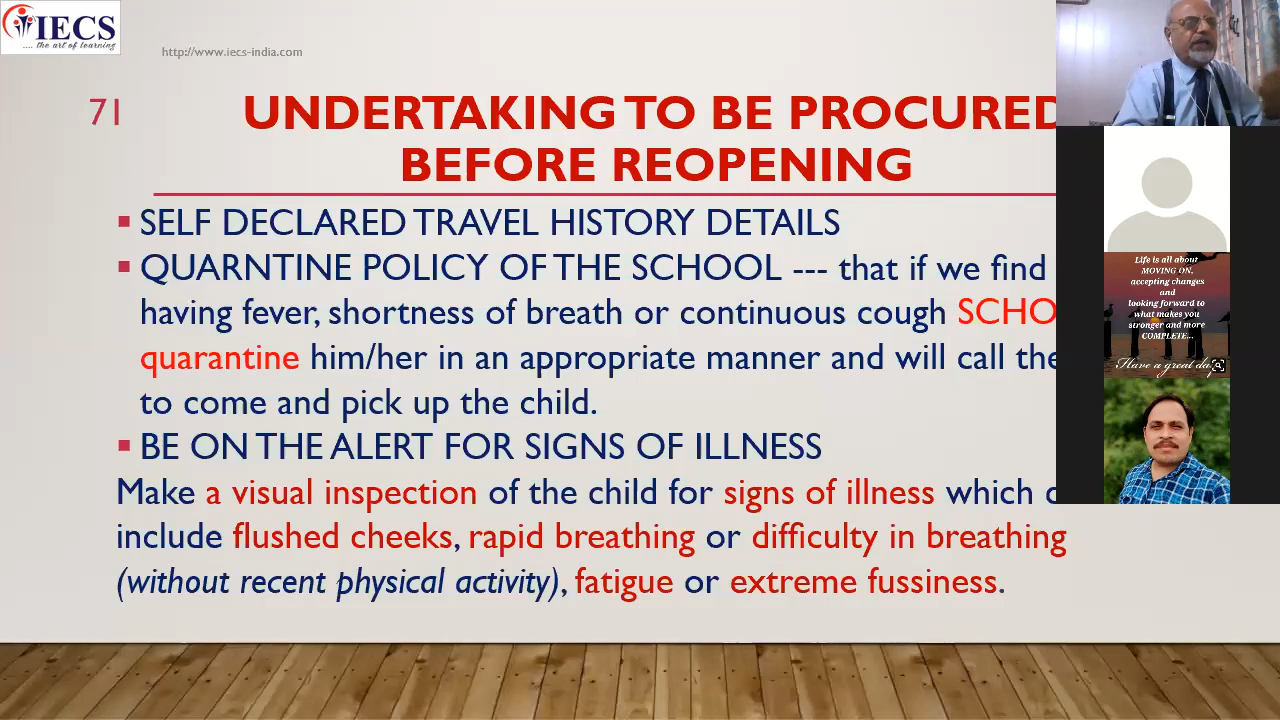 IECS
.... the art of learning
http://www.iecs-india.com
71
UNDERTAKING TO BE PROCURED
BEFORE REOPENING
SELF DECLARED TRAVEL HISTORY DETAILS
QUARNTINE POLICY OF THE SCHOOL --- that if we find
having fever, shortness of breath or continuous cough
quarantine him/her in an appropriate manner and will call the
to come and pick up the child.
BE ON THE ALERT FOR SIGNS OF ILLNESS
Make a visual inspection of the child for signs of illness which
include flushed cheeks, rapid breathing or difficulty in breathing
(without recent physical activity), fatigue or extreme fussiness.
Life is all about
MOVING ON,
accepting changes
and
looking forward to
what makes you
stronger and more
COMPLETE...
Have a great day